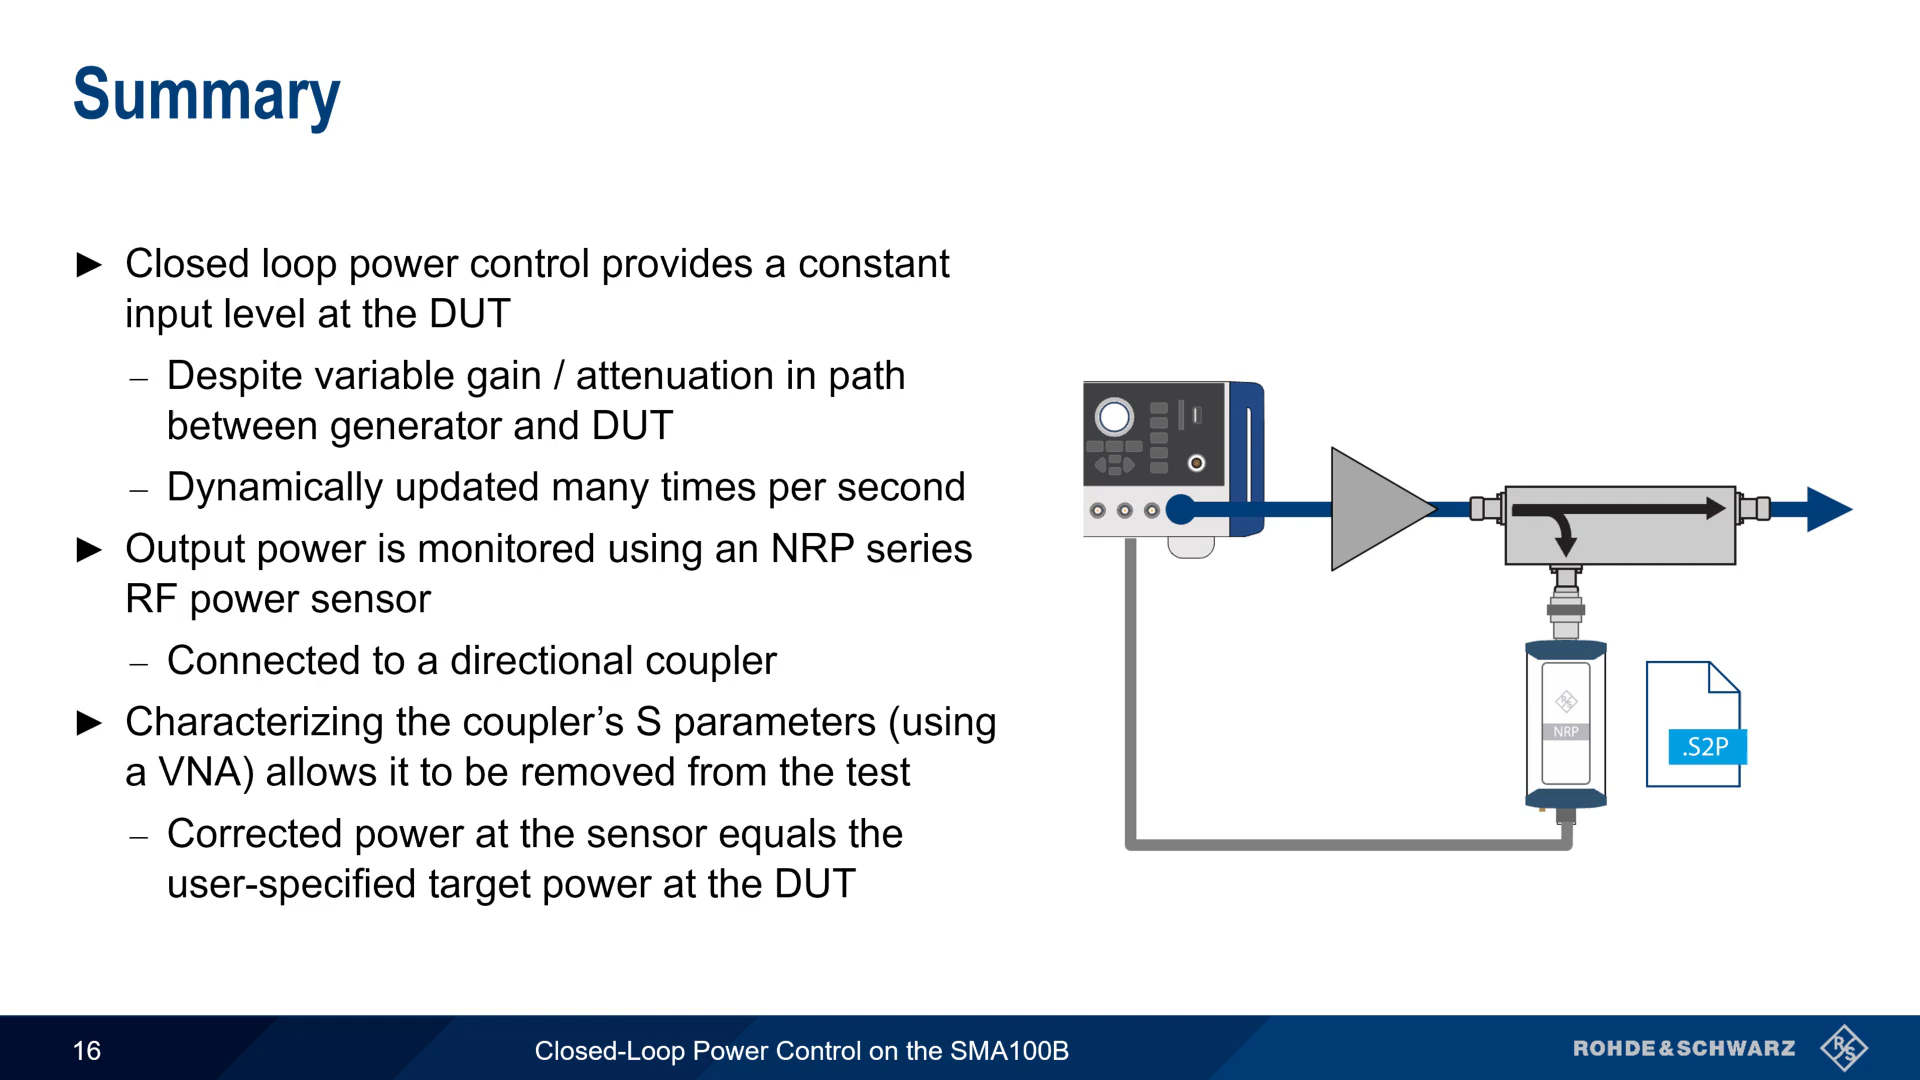 Summary
► Closed loop power control provides a constant
input level at the DUT
– Despite variable gain / attenuation in path
between generator and DUT
– Dynamically updated many times per second
► Output power is monitored using an NRP series
RF power sensor
– Connected to a directional coupler
► Characterizing the coupler’s S parameters (using
a VNA) allows it to be removed from the test
– Corrected power at the sensor equals the
user-specified target power at the DUT
R&S
NRP
.S2P
16
Closed-Loop Power Control on the SMA100B
ROHDE&SCHWARZ
R&S